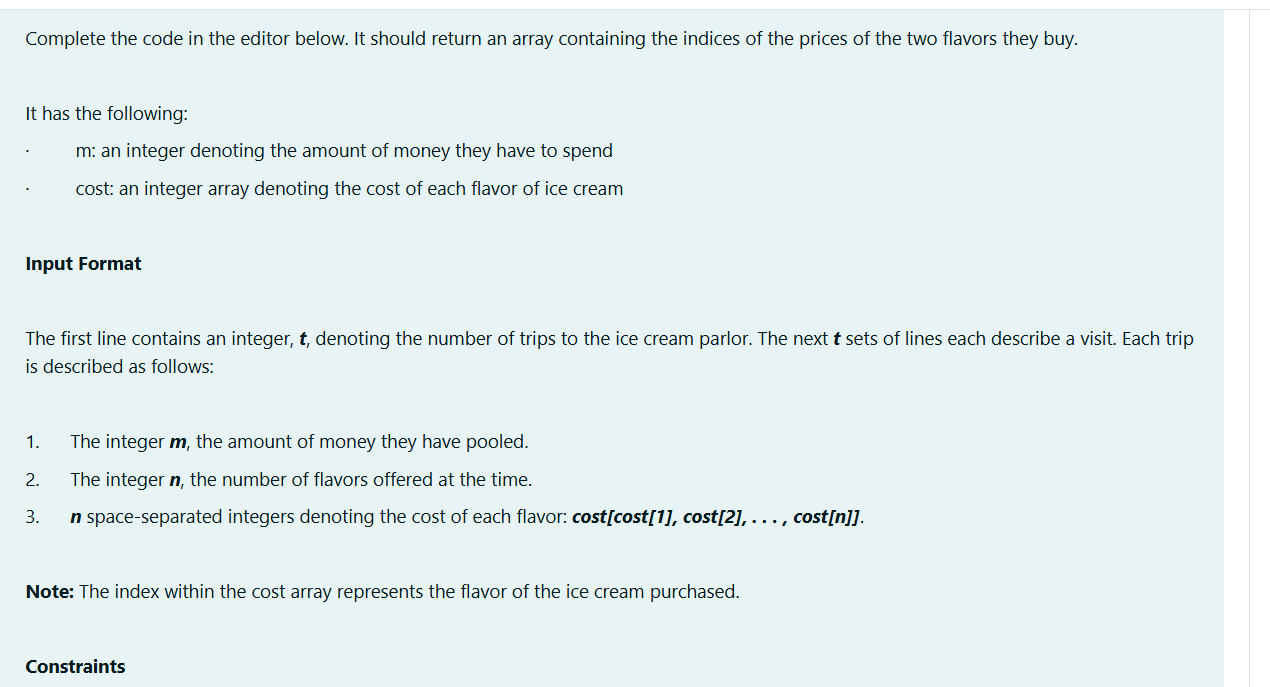 Complete the code in the editor below. It should return an array containing the indices of the prices of the two flavors they buy.
It has the following:
· m: an integer denoting the amount of money they have to spend
· cost: an integer array denoting the cost of each flavor of ice cream
Input Format
The first line contains an integer, t, denoting the number of trips to the ice cream parlor. The next t sets of lines each describe a visit. Each trip
is described as follows:
1. The integer m, the amount of money they have pooled.
2. The integer n, the number of flavors offered at the time.
3. n space-separated integers denoting the cost of each flavor: cost[cost[1], cost[2], . . . , cost[n]].
Note: The index within the cost array represents the flavor of the ice cream purchased.
Constraints